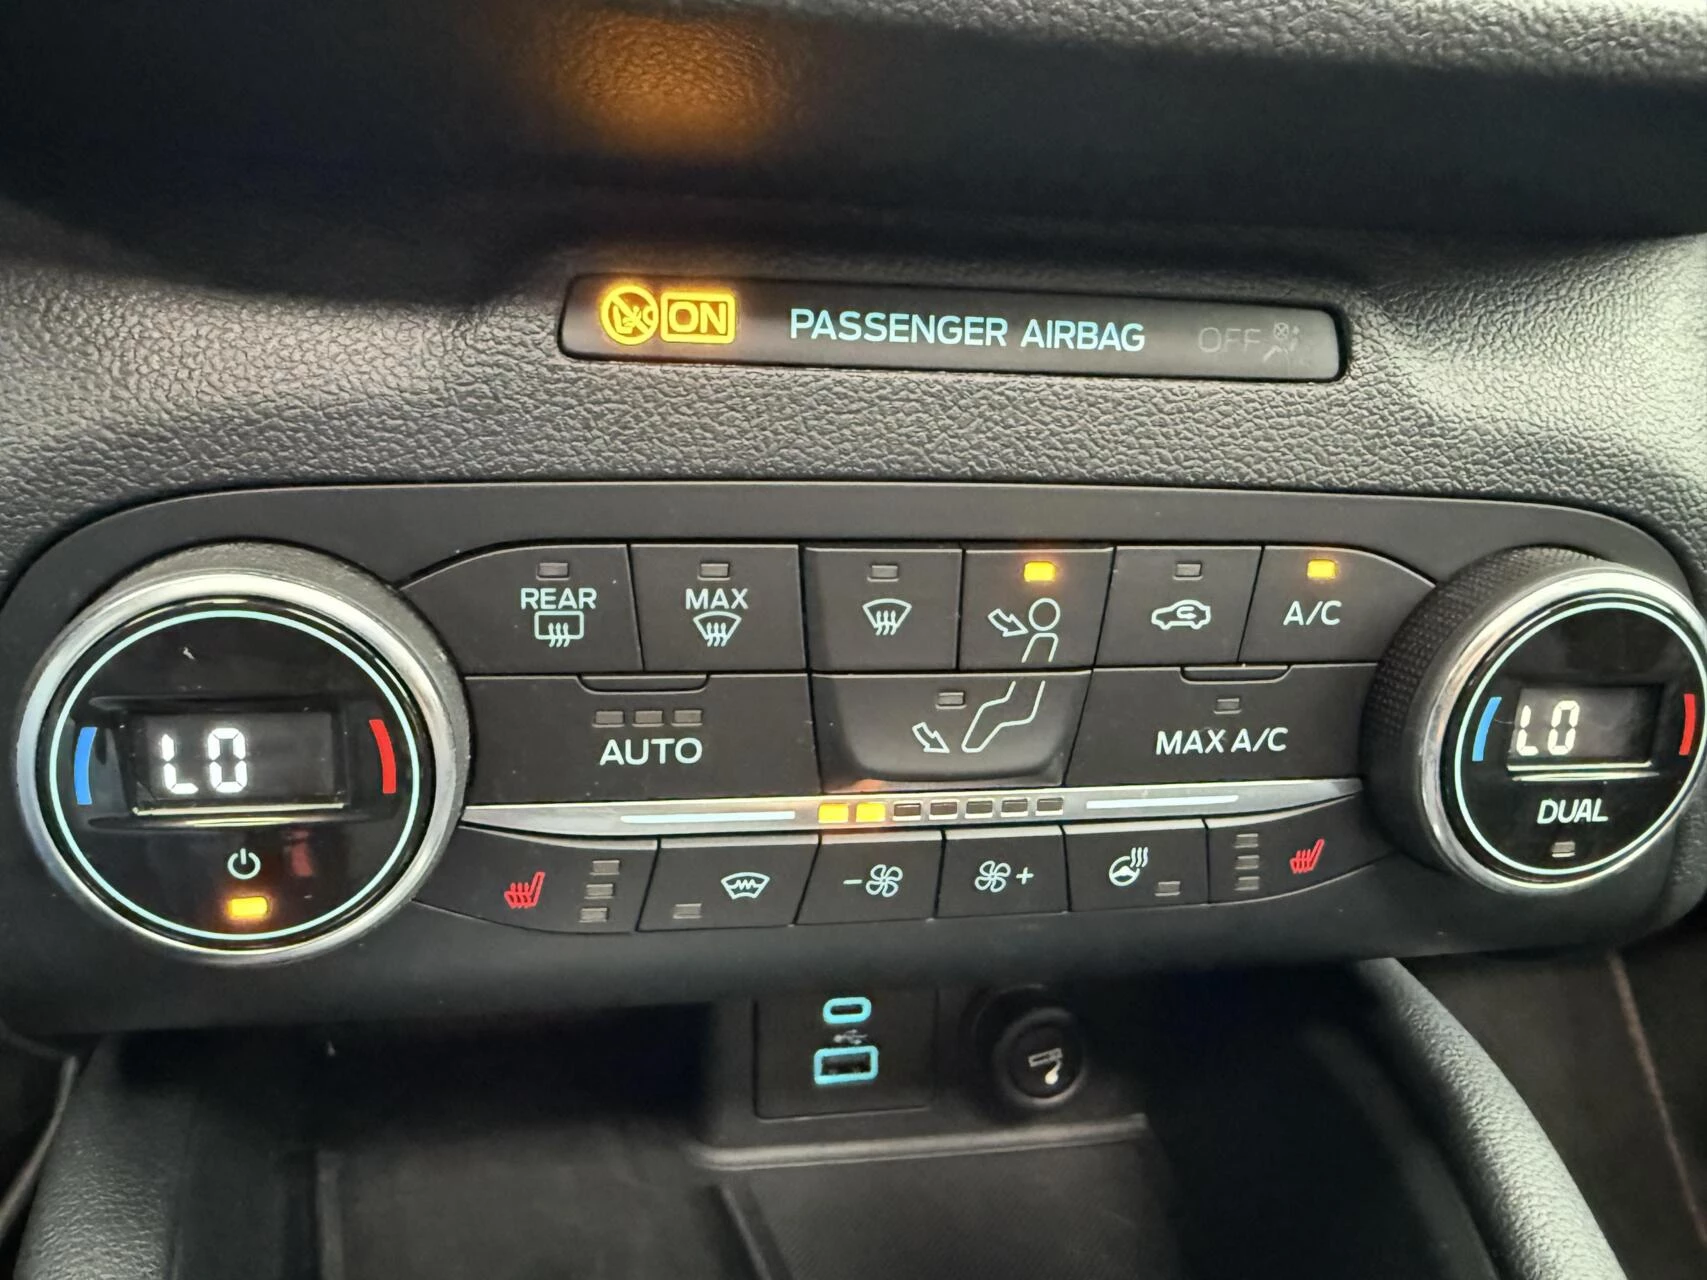 ON PASSENGER AIRBAG OFF
REAR
MAX
A/C
LO
AUTO
MAX A/C
LO
DUAL